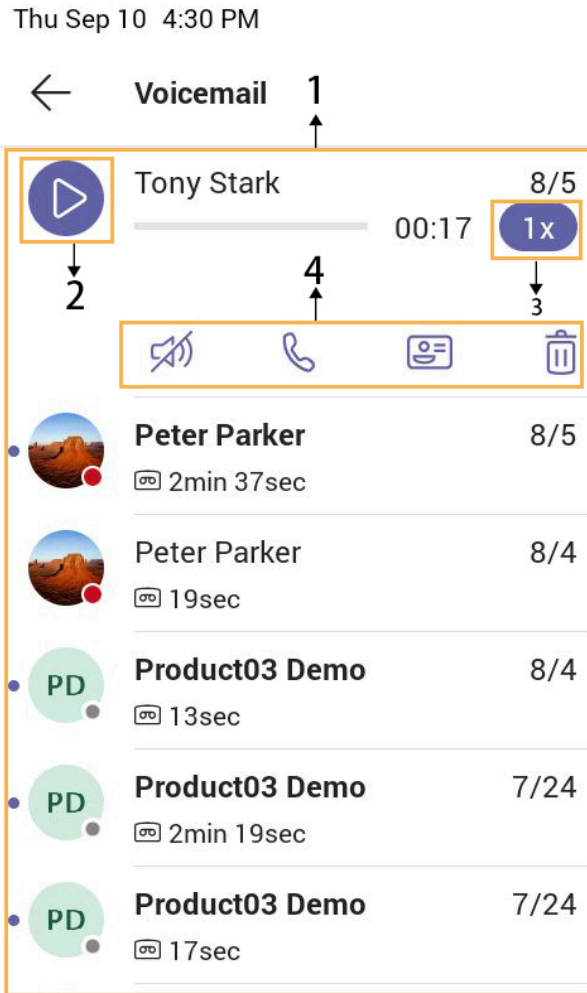 Thu Sep 10 4:30 PM
Voicemail 1
Tony Stark 8/5
00:17 1x
2 4 3
Peter Parker 8/5
2min 37sec
Peter Parker 8/4
19sec
PD Product03 Demo 8/4
13sec
PD Product03 Demo 7/24
2min 19sec
PD Product03 Demo 7/24
17sec